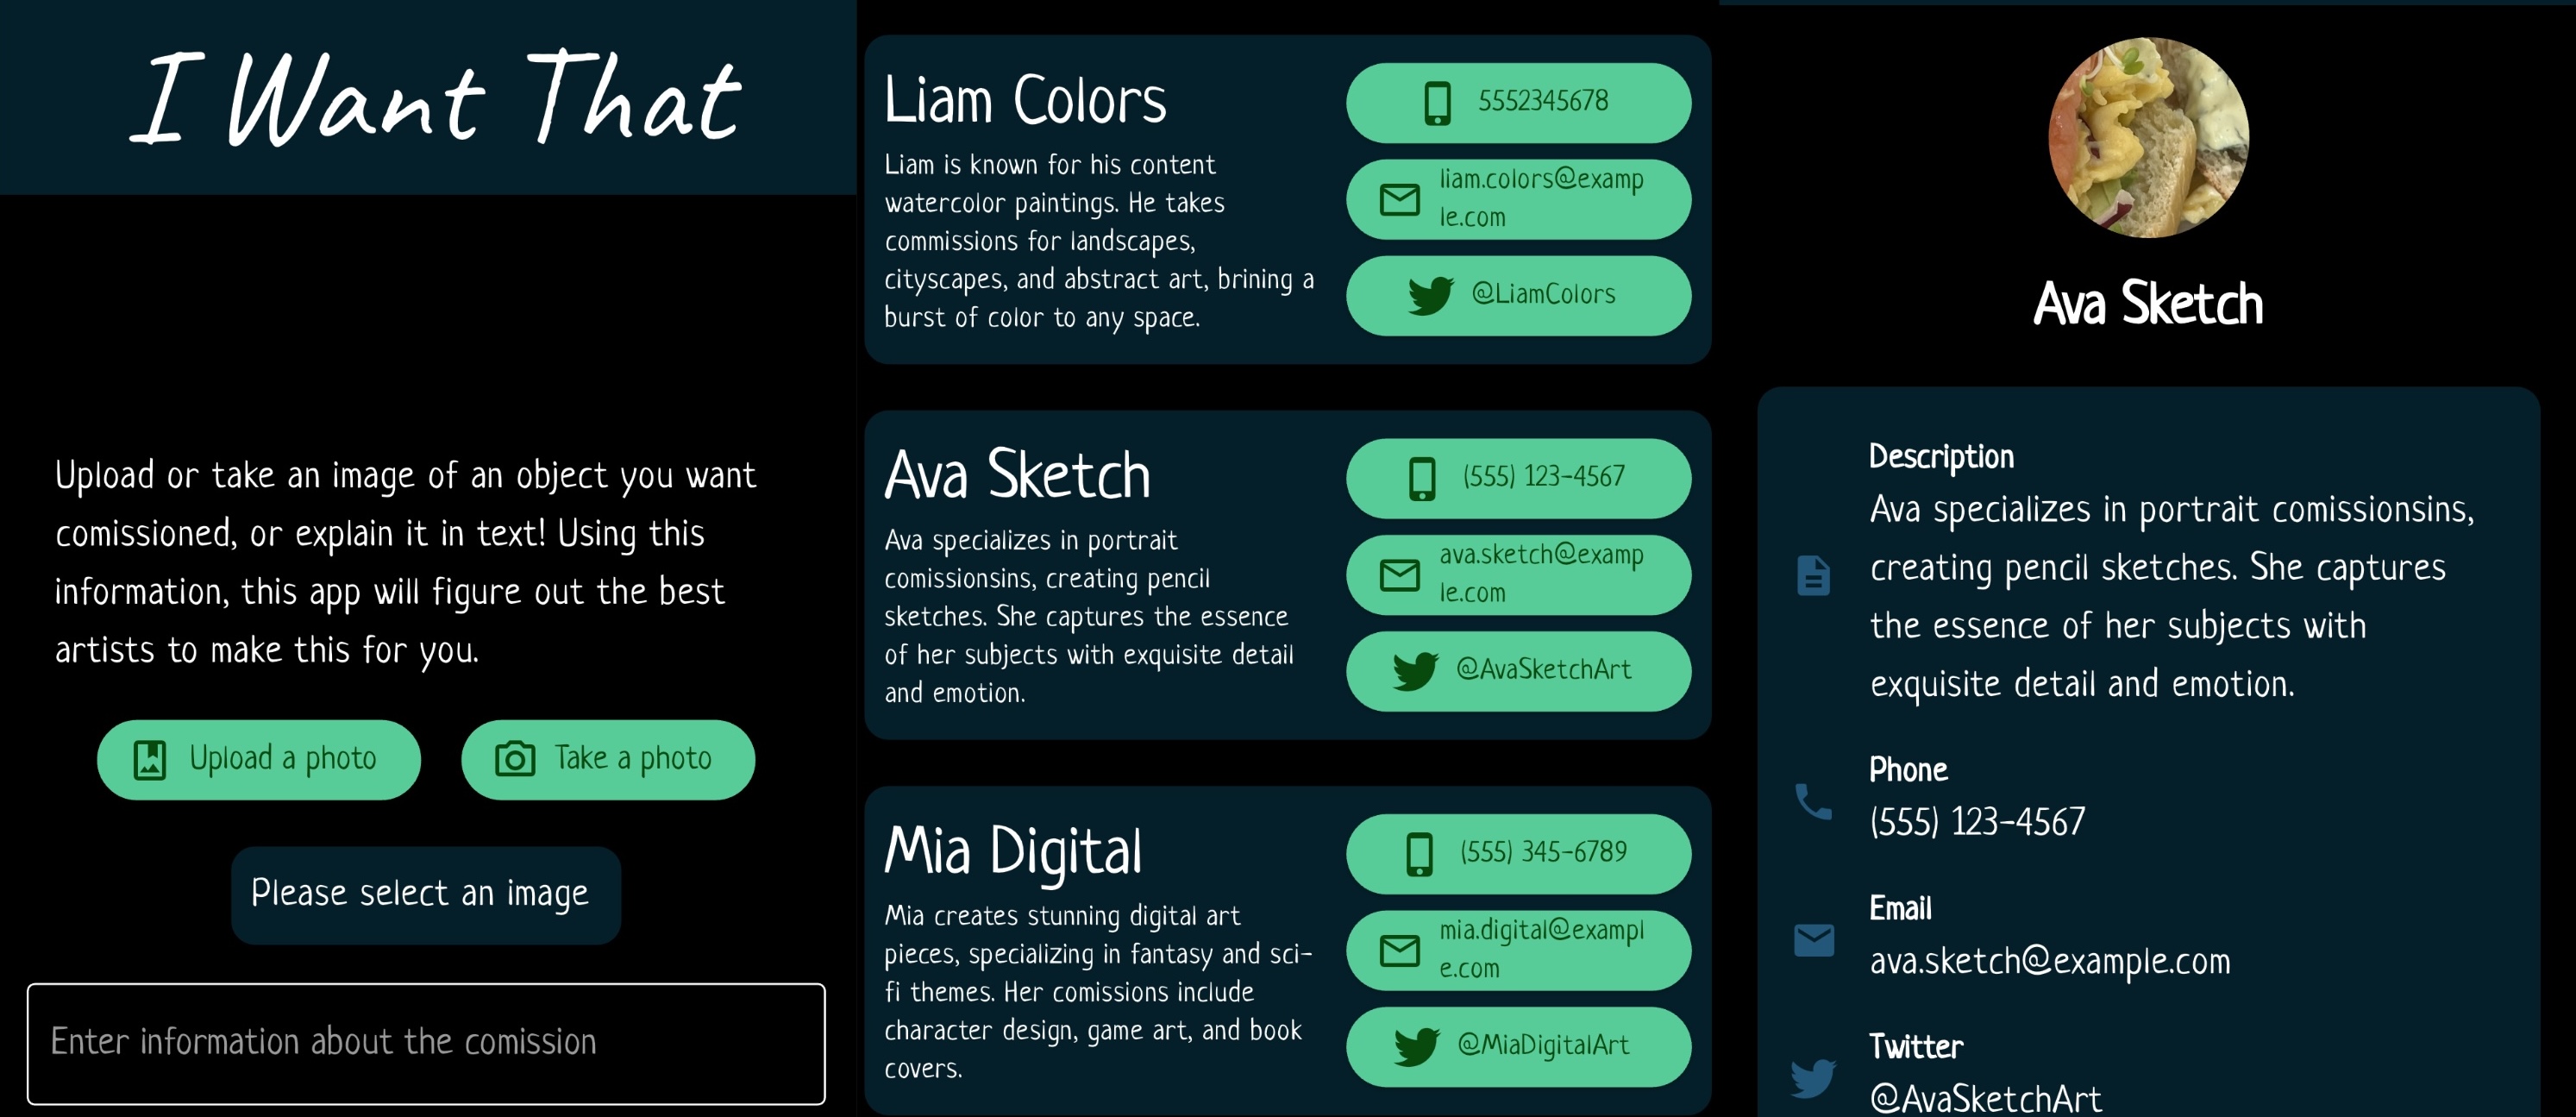 I Want That
Upload or take an image of an object you want
comissioned, or explain it in text! Using this
information, this app will figure out the best
artists to make this for you.
Upload a photo
Take a photo
Please select an image
Enter information about the comission
Liam Colors
Liam is known for his content
watercolor paintings. He takes
commissions for landscapes,
cityscapes, and abstract art, brining a
burst of color to any space.
5552345678
liam.colors@examp
le.com
@LiamColors
Ava Sketch
Ava specializes in portrait
comissionsins, creating pencil
sketches. She captures the essence
of her subjects with exquisite detail
and emotion.
(555) 123-4567
ava.sketch@examp
le.com
@AvaSketchArt
Mia Digital
Mia creates stunning digital art
pieces, specializing in fantasy and sci-
fi themes. Her comissions include
character design, game art, and book
covers.
(555) 345-6789
mia.digital@exampl
e.com
@MiaDigitalArt
Ava Sketch
Description
Ava specializes in portrait comissionsins,
creating pencil sketches. She captures
the essence of her subjects with
exquisite detail and emotion.
Phone
(555) 123-4567
Email
ava.sketch@example.com
Twitter
@AvaSketchArt